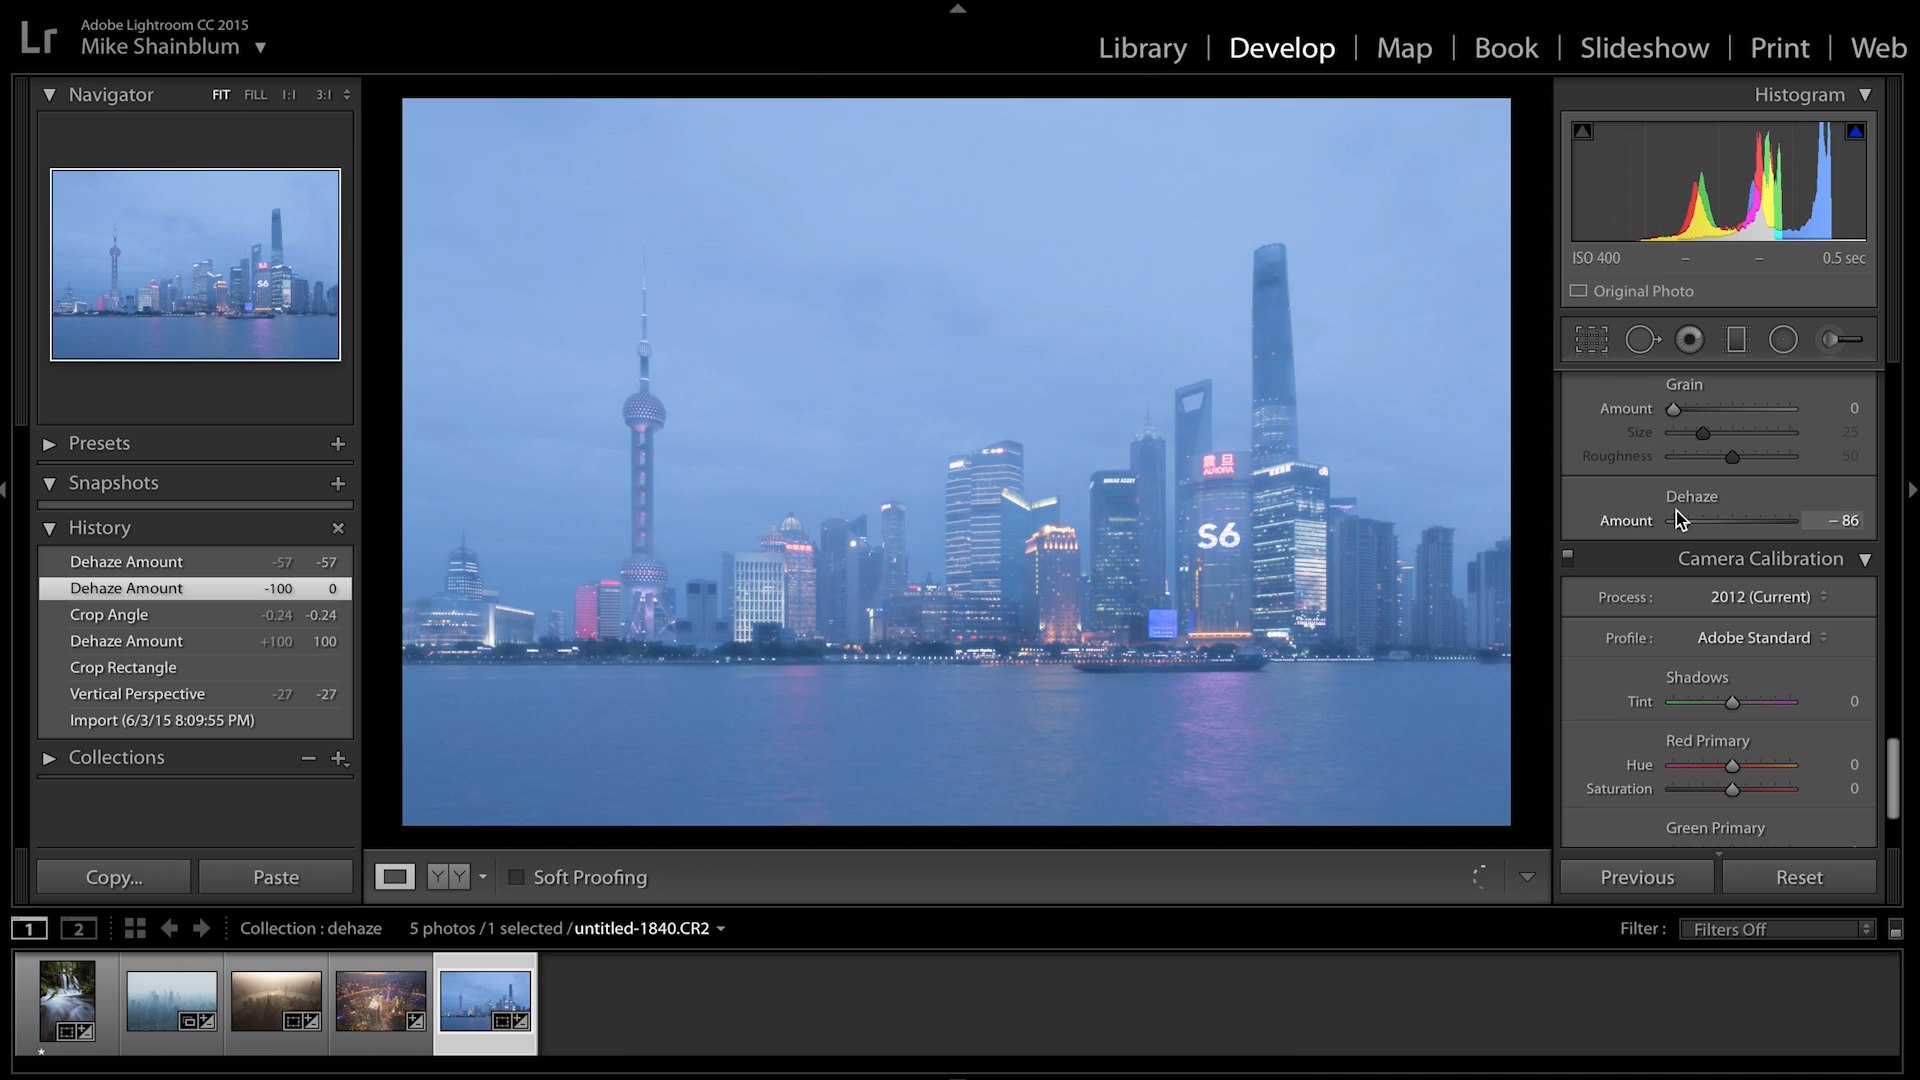 Lr
Adobe Lightroom CC 2015
Mike Shainblum
Library | Develop | Map | Book | Slideshow | Print | Web
Navigator FIT FILL 1:1 3:1
Presets
Snapshots
History
Dehaze Amount -57 -57
Dehaze Amount -100 0
Crop Angle -0.24 -0.24
Dehaze Amount +100 100
Crop Rectangle
Vertical Perspective -27 -27
Import (6/3/15 8:09:55 PM)
Collections
Copy... Paste
震旦
AURORA
MIRAE ASSET
S6
Y Y Soft Proofing
Histogram
ISO 400 – – 0.5 sec
Original Photo
Grain
Amount 0
Size 25
Roughness 50
Dehaze
Amount – 86
Camera Calibration
Process : 2012 (Current)
Profile : Adobe Standard
Shadows
Tint 0
Red Primary
Hue 0
Saturation 0
Green Primary
Previous Reset
1 2 Collection : dehaze 5 photos / 1 selected / untitled-1840.CR2 Filter : Filters Off